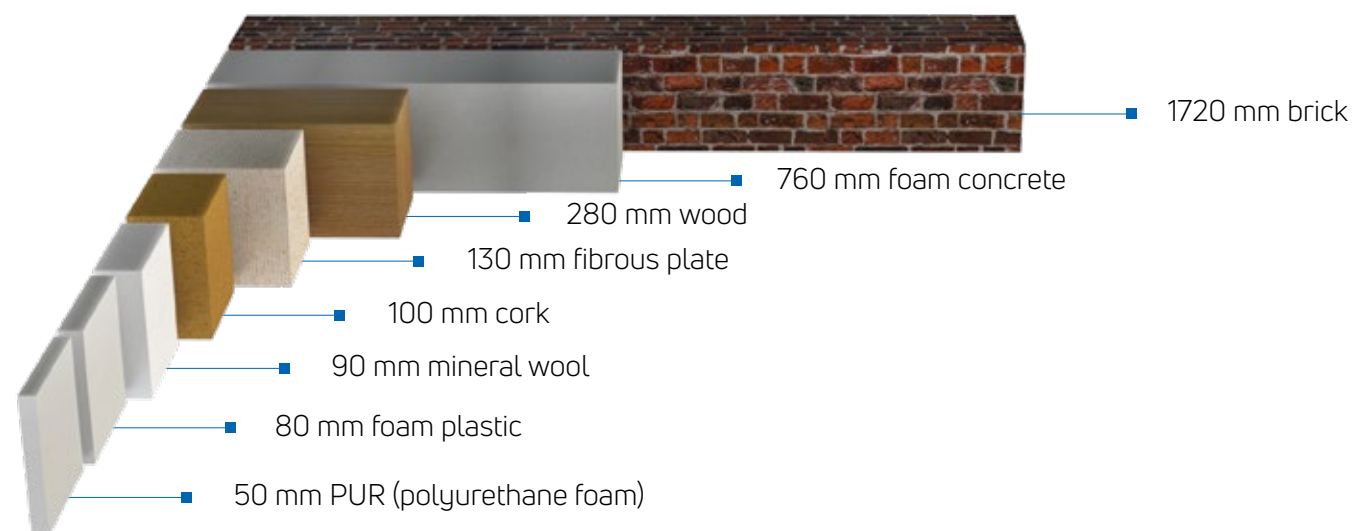 1720 mm brick
760 mm foam concrete
280 mm wood
130 mm fibrous plate
100 mm cork
90 mm mineral wool
80 mm foam plastic
50 mm PUR (polyurethane foam)